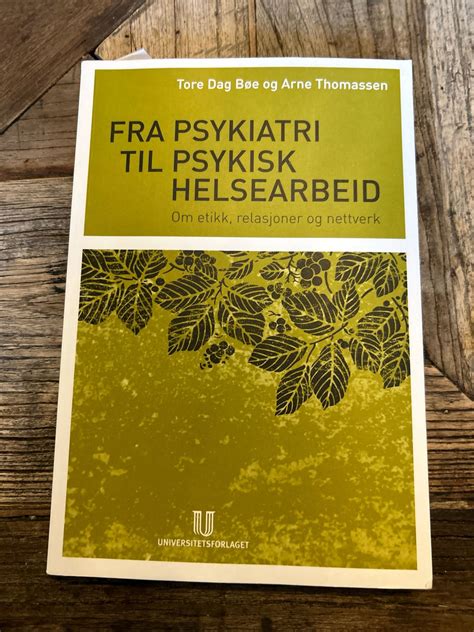 Tore Dag Bøe og Arne Thomassen
FRA PSYKIATRI
TIL PSYKISK
HELSEARBEID
Om etikk, relasjoner og nettverk
UNIVERSITETSFORLAGET